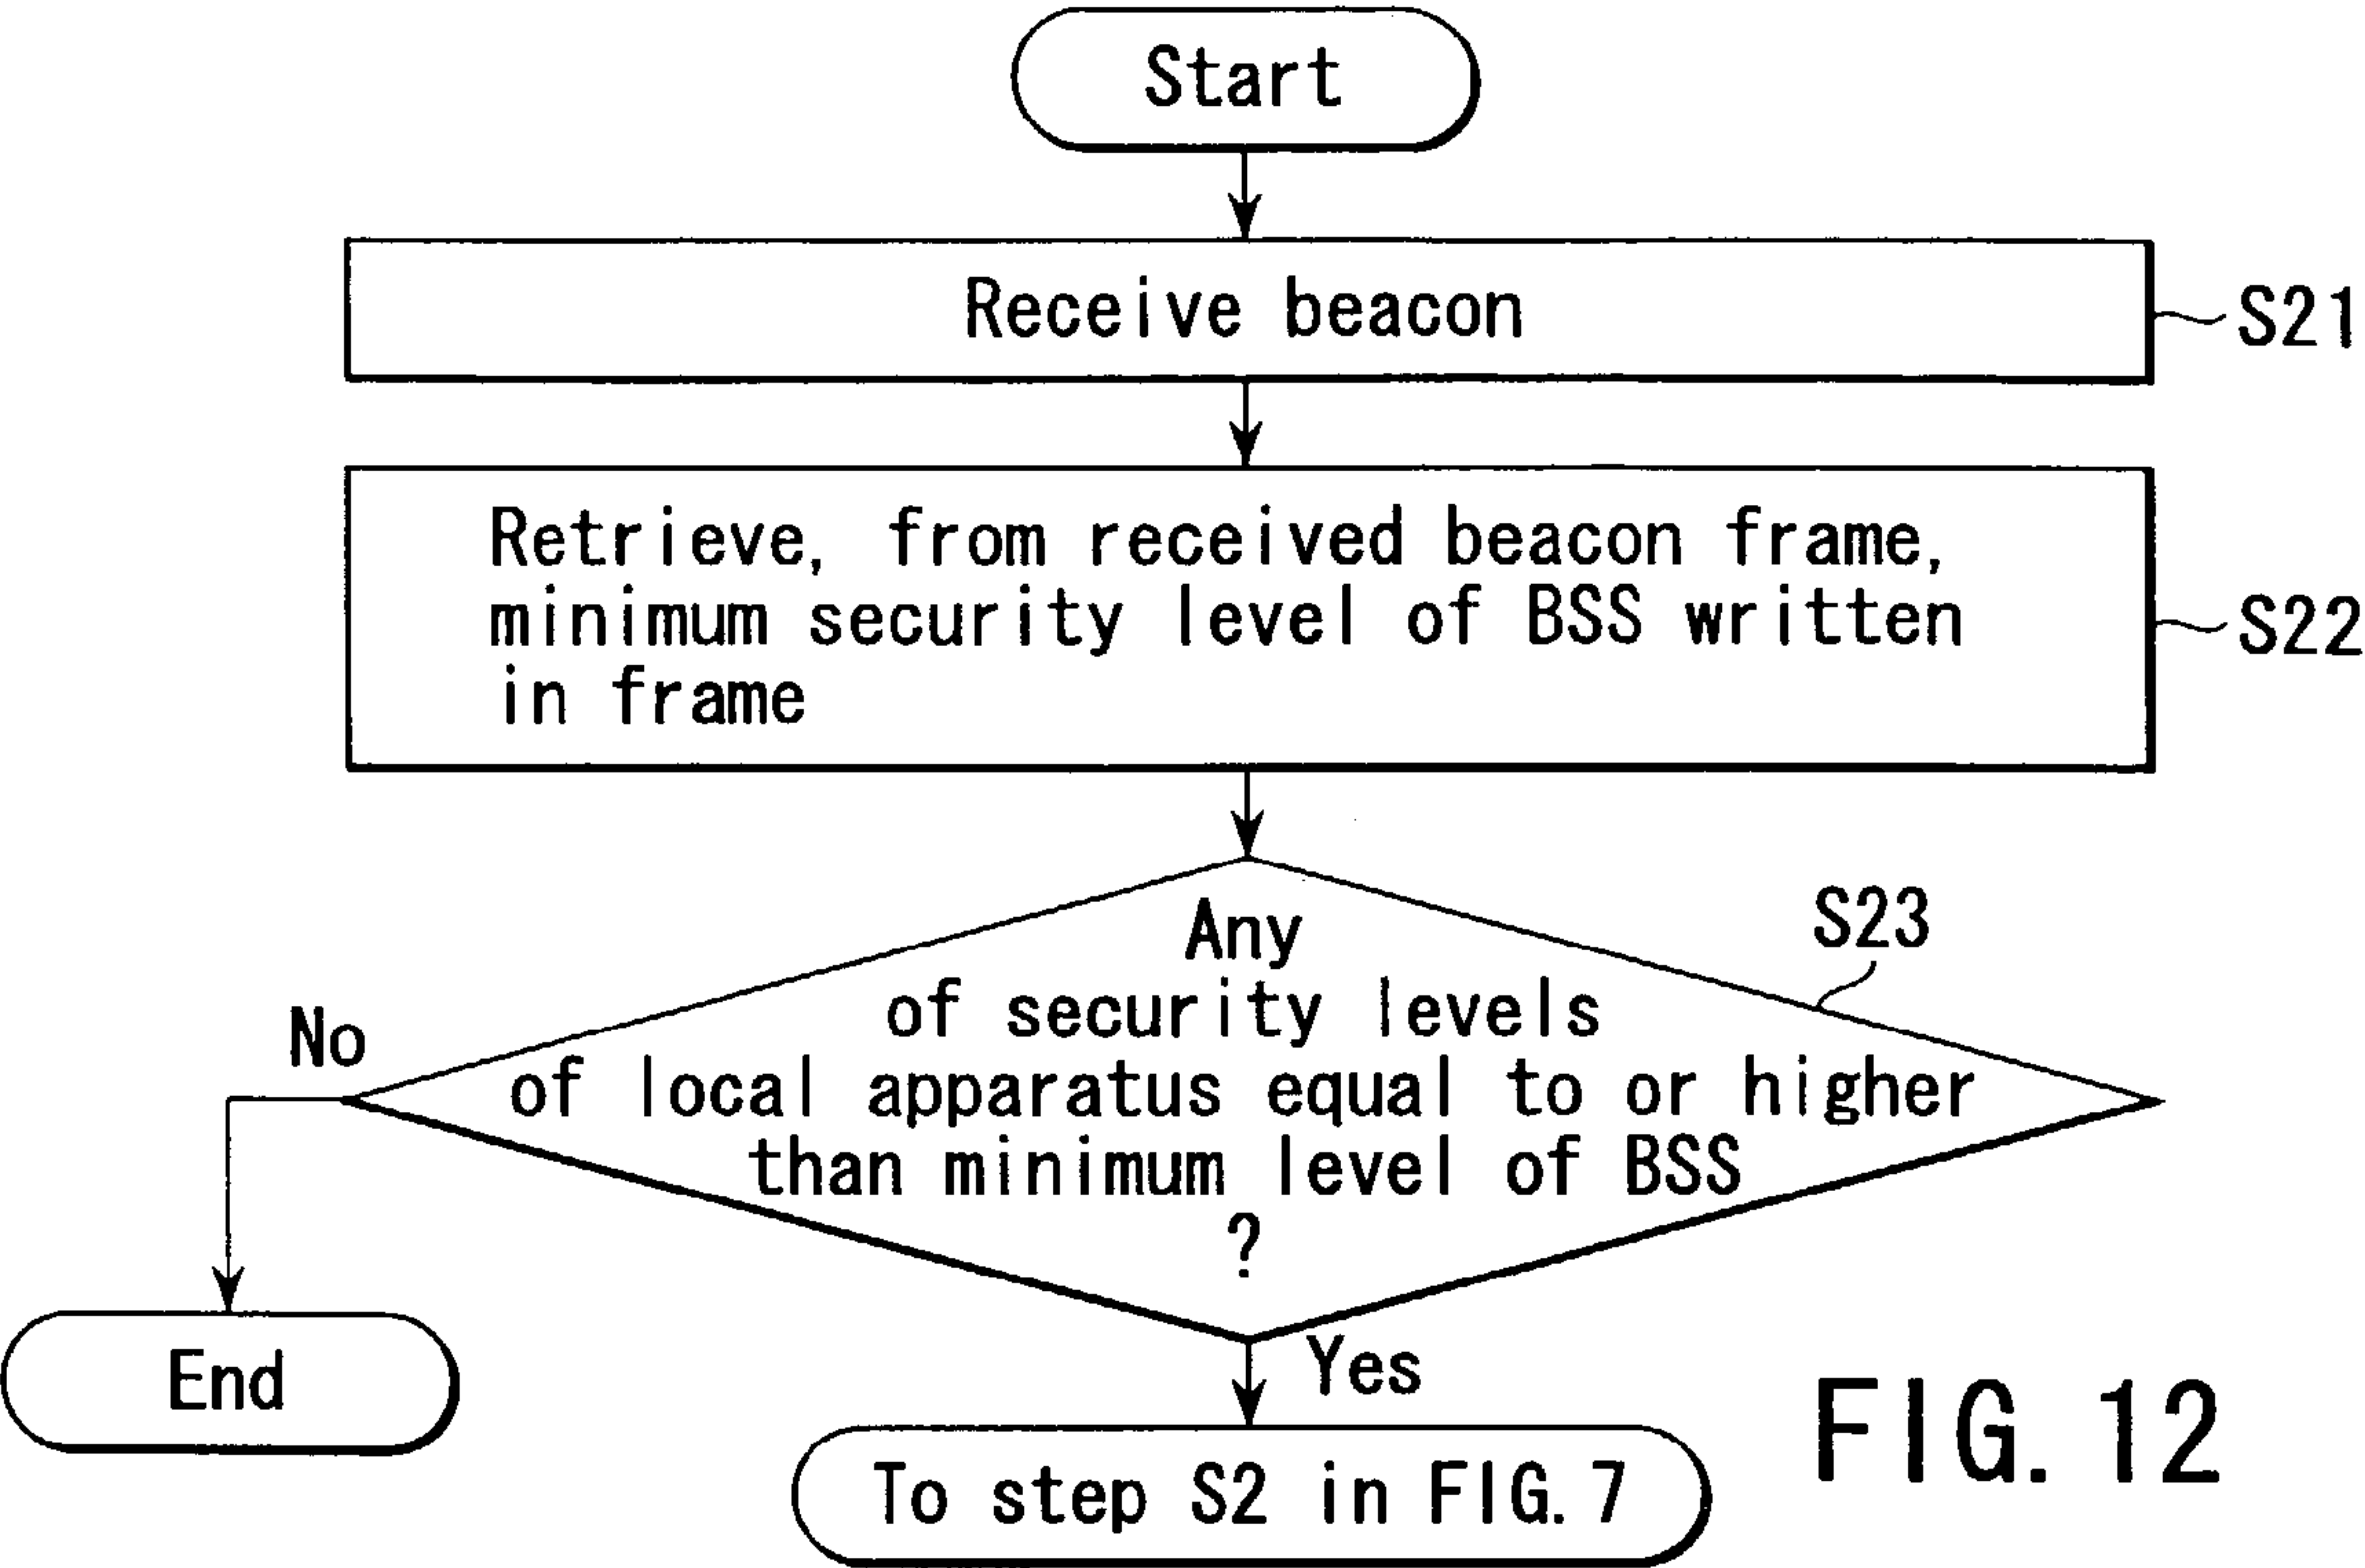 Start
Receive beacon
S21
Retrieve, from received beacon frame,
minimum security level of BSS written
in frame
S22
Any
of security levels
of local apparatus equal to or higher
than minimum level of BSS
?
S23
No
End
Yes
To step S2 in FIG. 7
FIG. 12